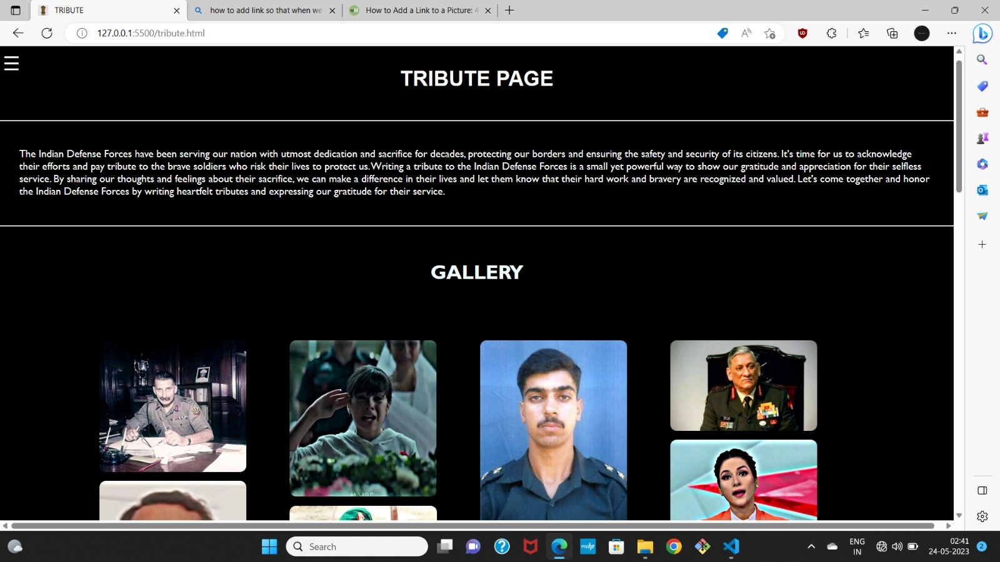 TRIBUTE
how to add link so that when we
How to Add a Link to a Picture: 4
127.0.0.1:5500/tribute.html
TRIBUTE PAGE
The Indian Defense Forces have been serving our nation with utmost dedication and sacrifice for decades, protecting our borders and ensuring the safety and security of its citizens. It's time for us to acknowledge
their efforts and pay tribute to the brave soldiers who risk their lives to protect us.Writing a tribute to the Indian Defense Forces is a small yet powerful way to show our gratitude and appreciation for their selfless
service. By sharing our thoughts and feelings about their sacrifice, we can make a difference in their lives and let them know that their hard work and bravery are recognized and valued. Let's come together and honor
the Indian Defense Forces by writing heartfelt tributes and expressing our gratitude for their service.
GALLERY
MAJOR
Search
myhp
ENG
IN
02:41
24-05-2023
2